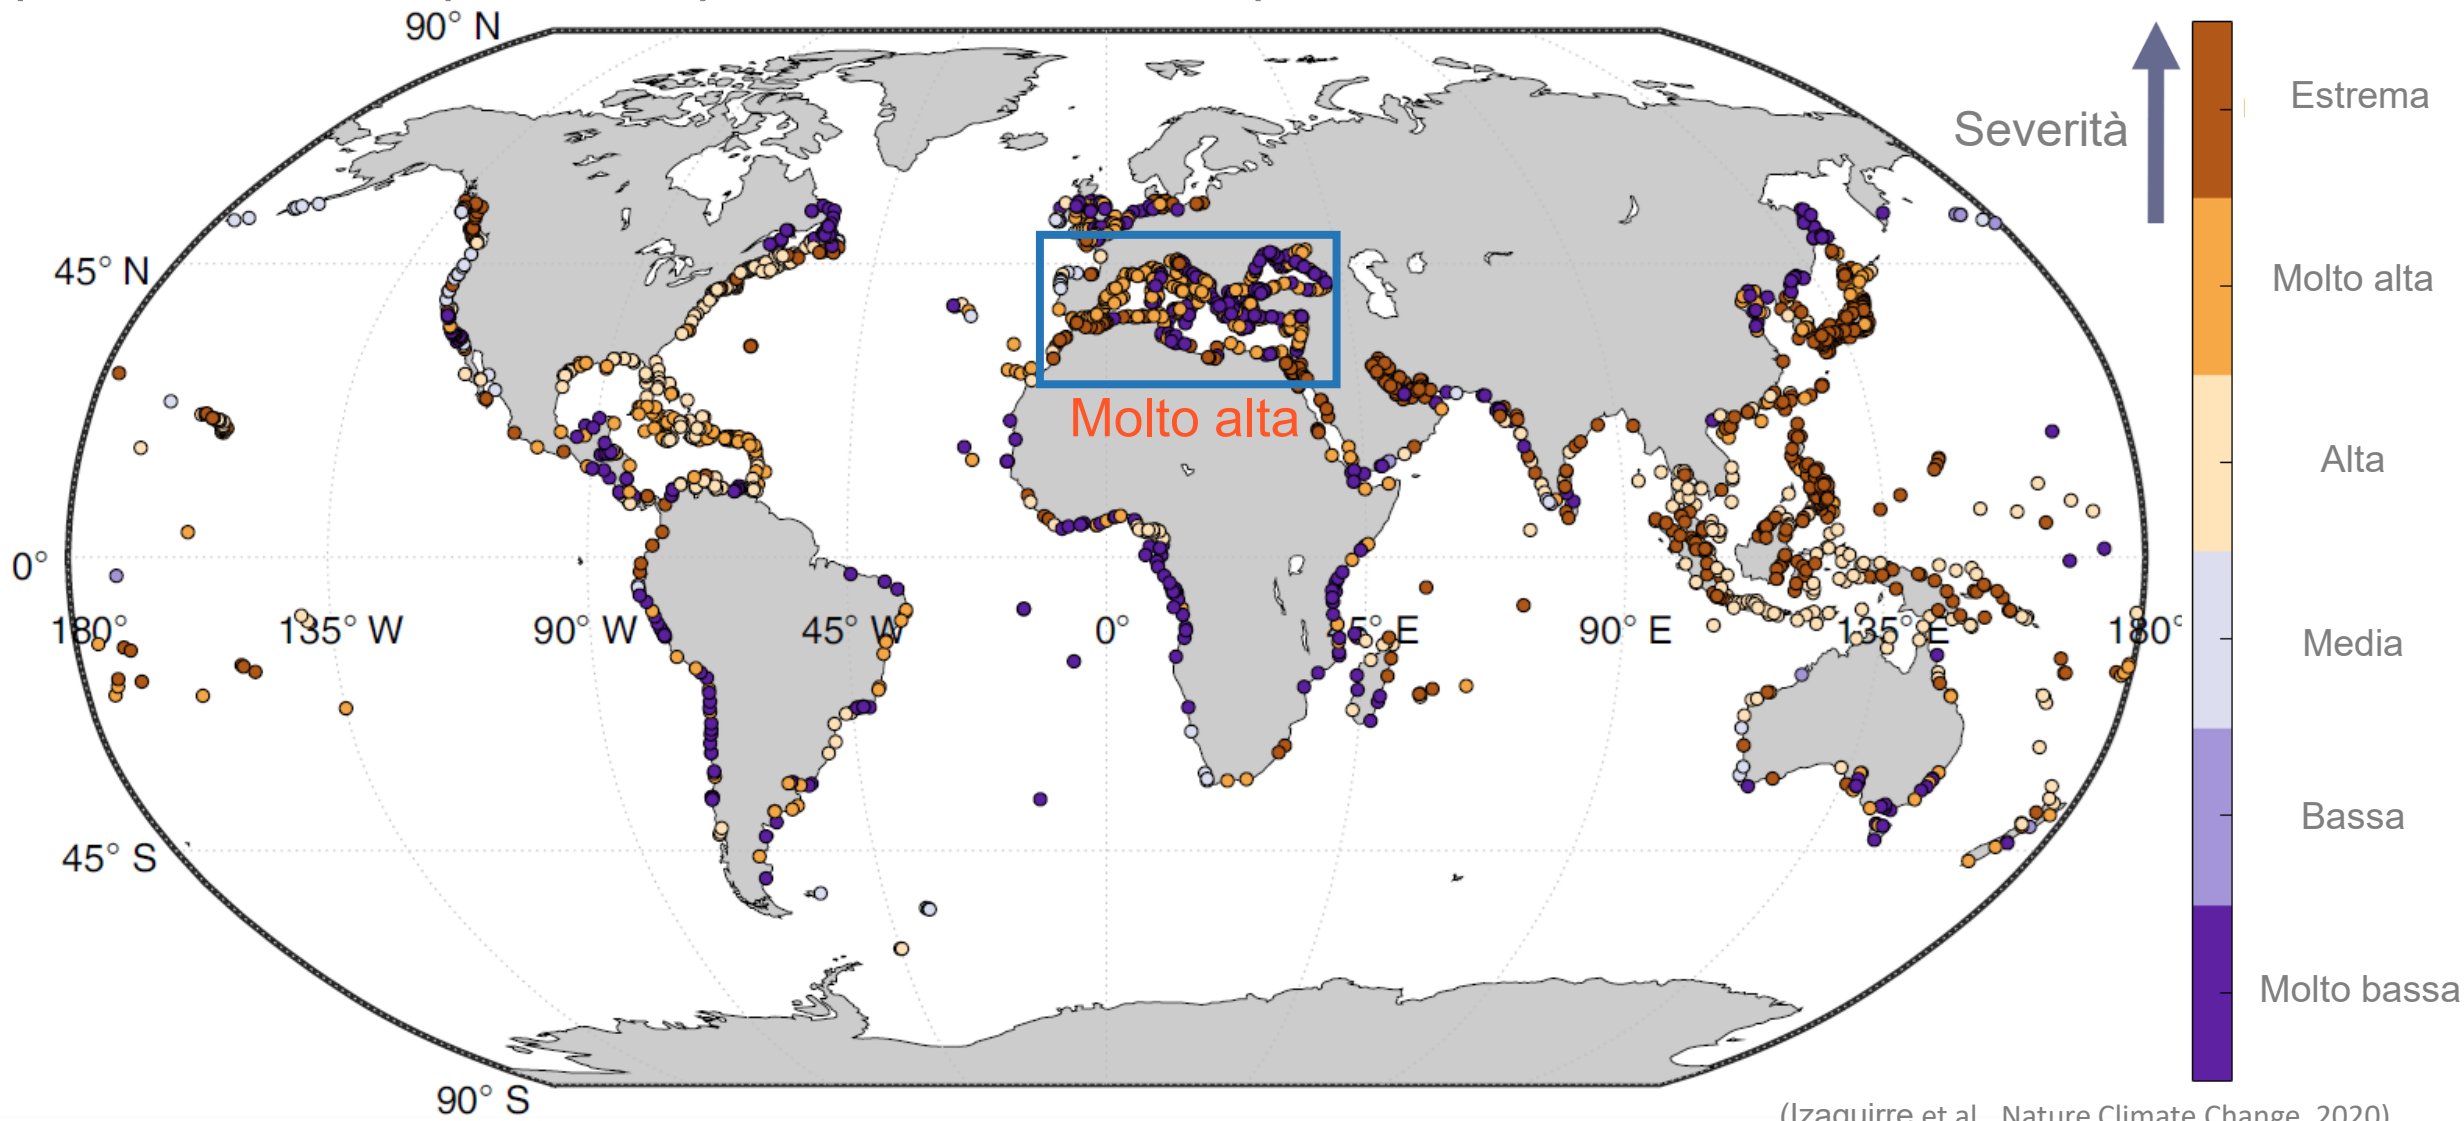 90° N
45° N
0°
180°
135° W
90° W
45° W
0°
45° E
90° E
135° E
180°
45° S
90° S
Molto alta
Severità
Estrema
Molto alta
Alta
Media
Bassa
Molto bassa
(Izaguirre et al., Nature Climate Change, 2020)